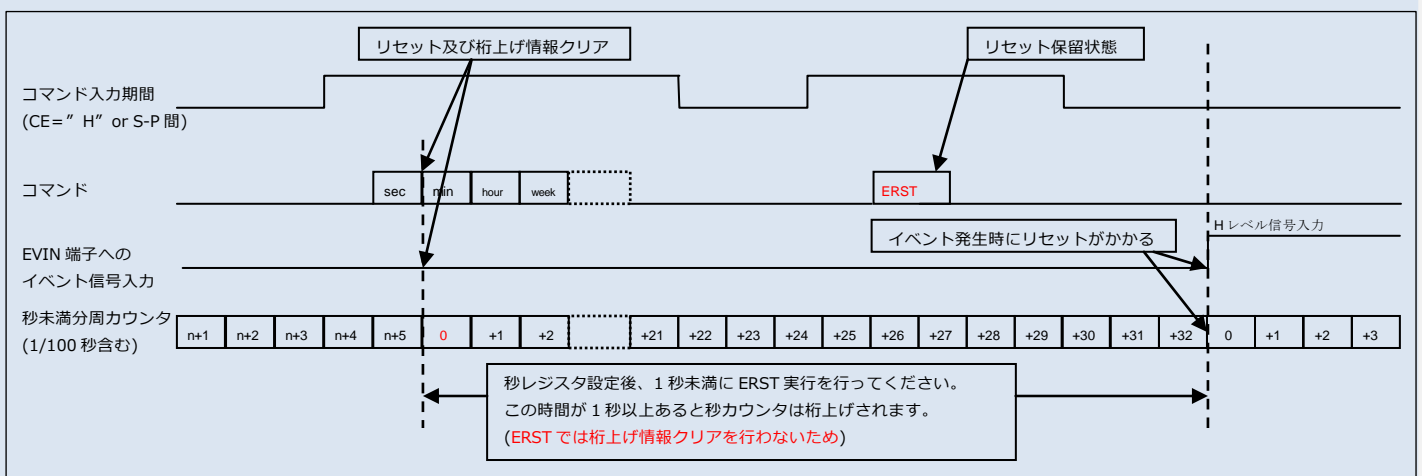 リセット及び桁上げ情報クリア
リセット保留状態
コマンド入力期間
(CE=”H” or S-P 間)
コマンド
sec min hour week
ERST
イベント発生時にリセットがかかる
Hレベル信号入力
EVIN 端子への
イベント信号入力
秒未満分周カウンタ
(1/100 秒含む)
n+1 n+2 n+3 n+4 n+5 0 +1 +2 +21 +22 +23 +24 +25 +26 +27 +28 +29 +30 +31 +32 0 +1 +2 +3
秒レジスタ設定後、1 秒未満に ERST 実行を行ってください。
この時間が 1 秒以上あると秒カウンタは桁上げされます。
(ERST では桁上げ情報クリアを行わないため)